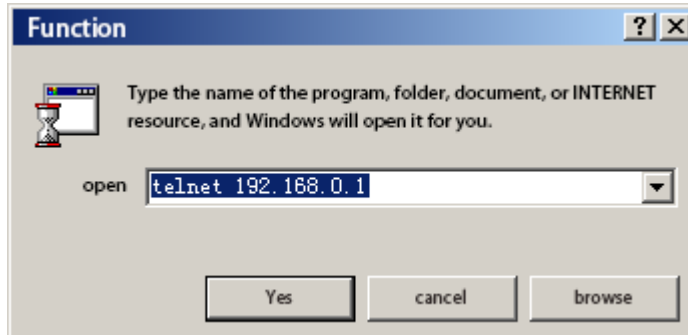 Function
Type the name of the program, folder, document, or INTERNET
resource, and Windows will open it for you.
open telnet 192.168.0.1
Yes cancel browse